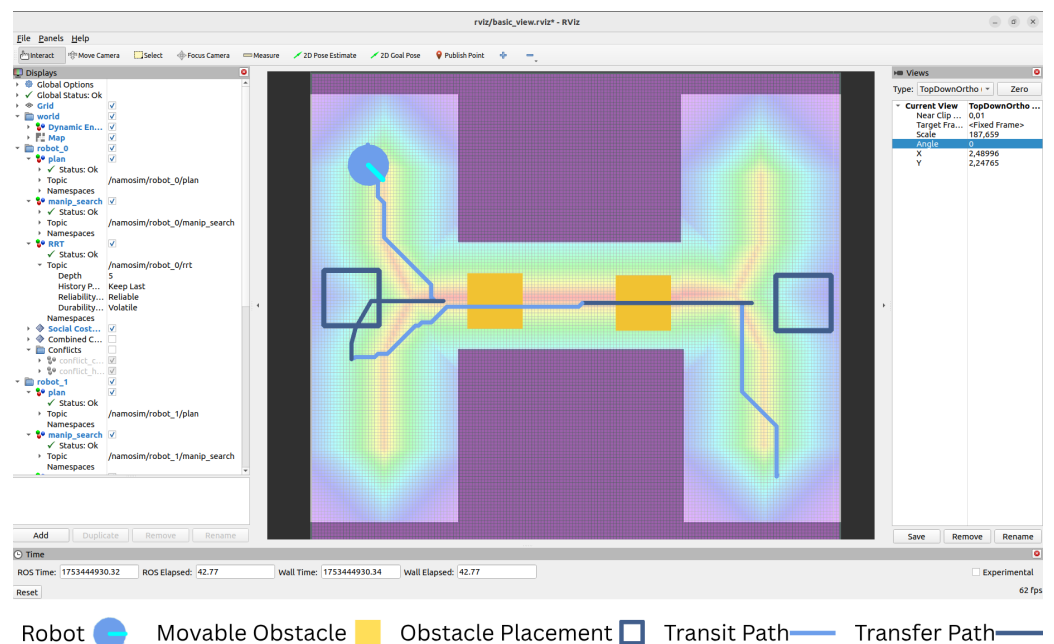 rviz/basic_view.rviz* - RViz
File Panels Help
Interact Move Camera Select Focus Camera Measure 2D Pose Estimate 2D Goal Pose Publish Point
Displays
Global Options
Global Status: Ok
Grid
world
Dynamic En...
Map
robot_0
plan
Status: Ok
Topic /namosim/robot_0/plan
Namespaces
manip_search
Status: Ok
Topic /namosim/robot_0/manip_search
Namespaces
RRT
Status: Ok
Topic /namosim/robot_0/rrt
Depth 5
History P... Keep Last
Reliability... Reliable
Durability... Volatile
Namespaces
Social Cost...
Combined C...
Conflicts
conflict_c...
conflict_h...
robot_1
plan
Status: Ok
Topic /namosim/robot_1/plan
Namespaces
manip_search
Status: Ok
Topic /namosim/robot_1/manip_search
Namespaces
Add Duplicate Remove Rename
Views
Type: TopDownOrtho Zero
Current View TopDownOrtho ...
Near Clip ... 0,01
Target Fra... <Fixed Frame>
Scale 187,659
Angle 0
X 2,48996
Y 2,24765
Save Remove Rename
Time
ROS Time: 1753444930.32 ROS Elapsed: 42.77 Wall Time: 1753444930.34 Wall Elapsed: 42.77 Experimental
Reset 62 fps
Robot Movable Obstacle Obstacle Placement Transit Path Transfer Path